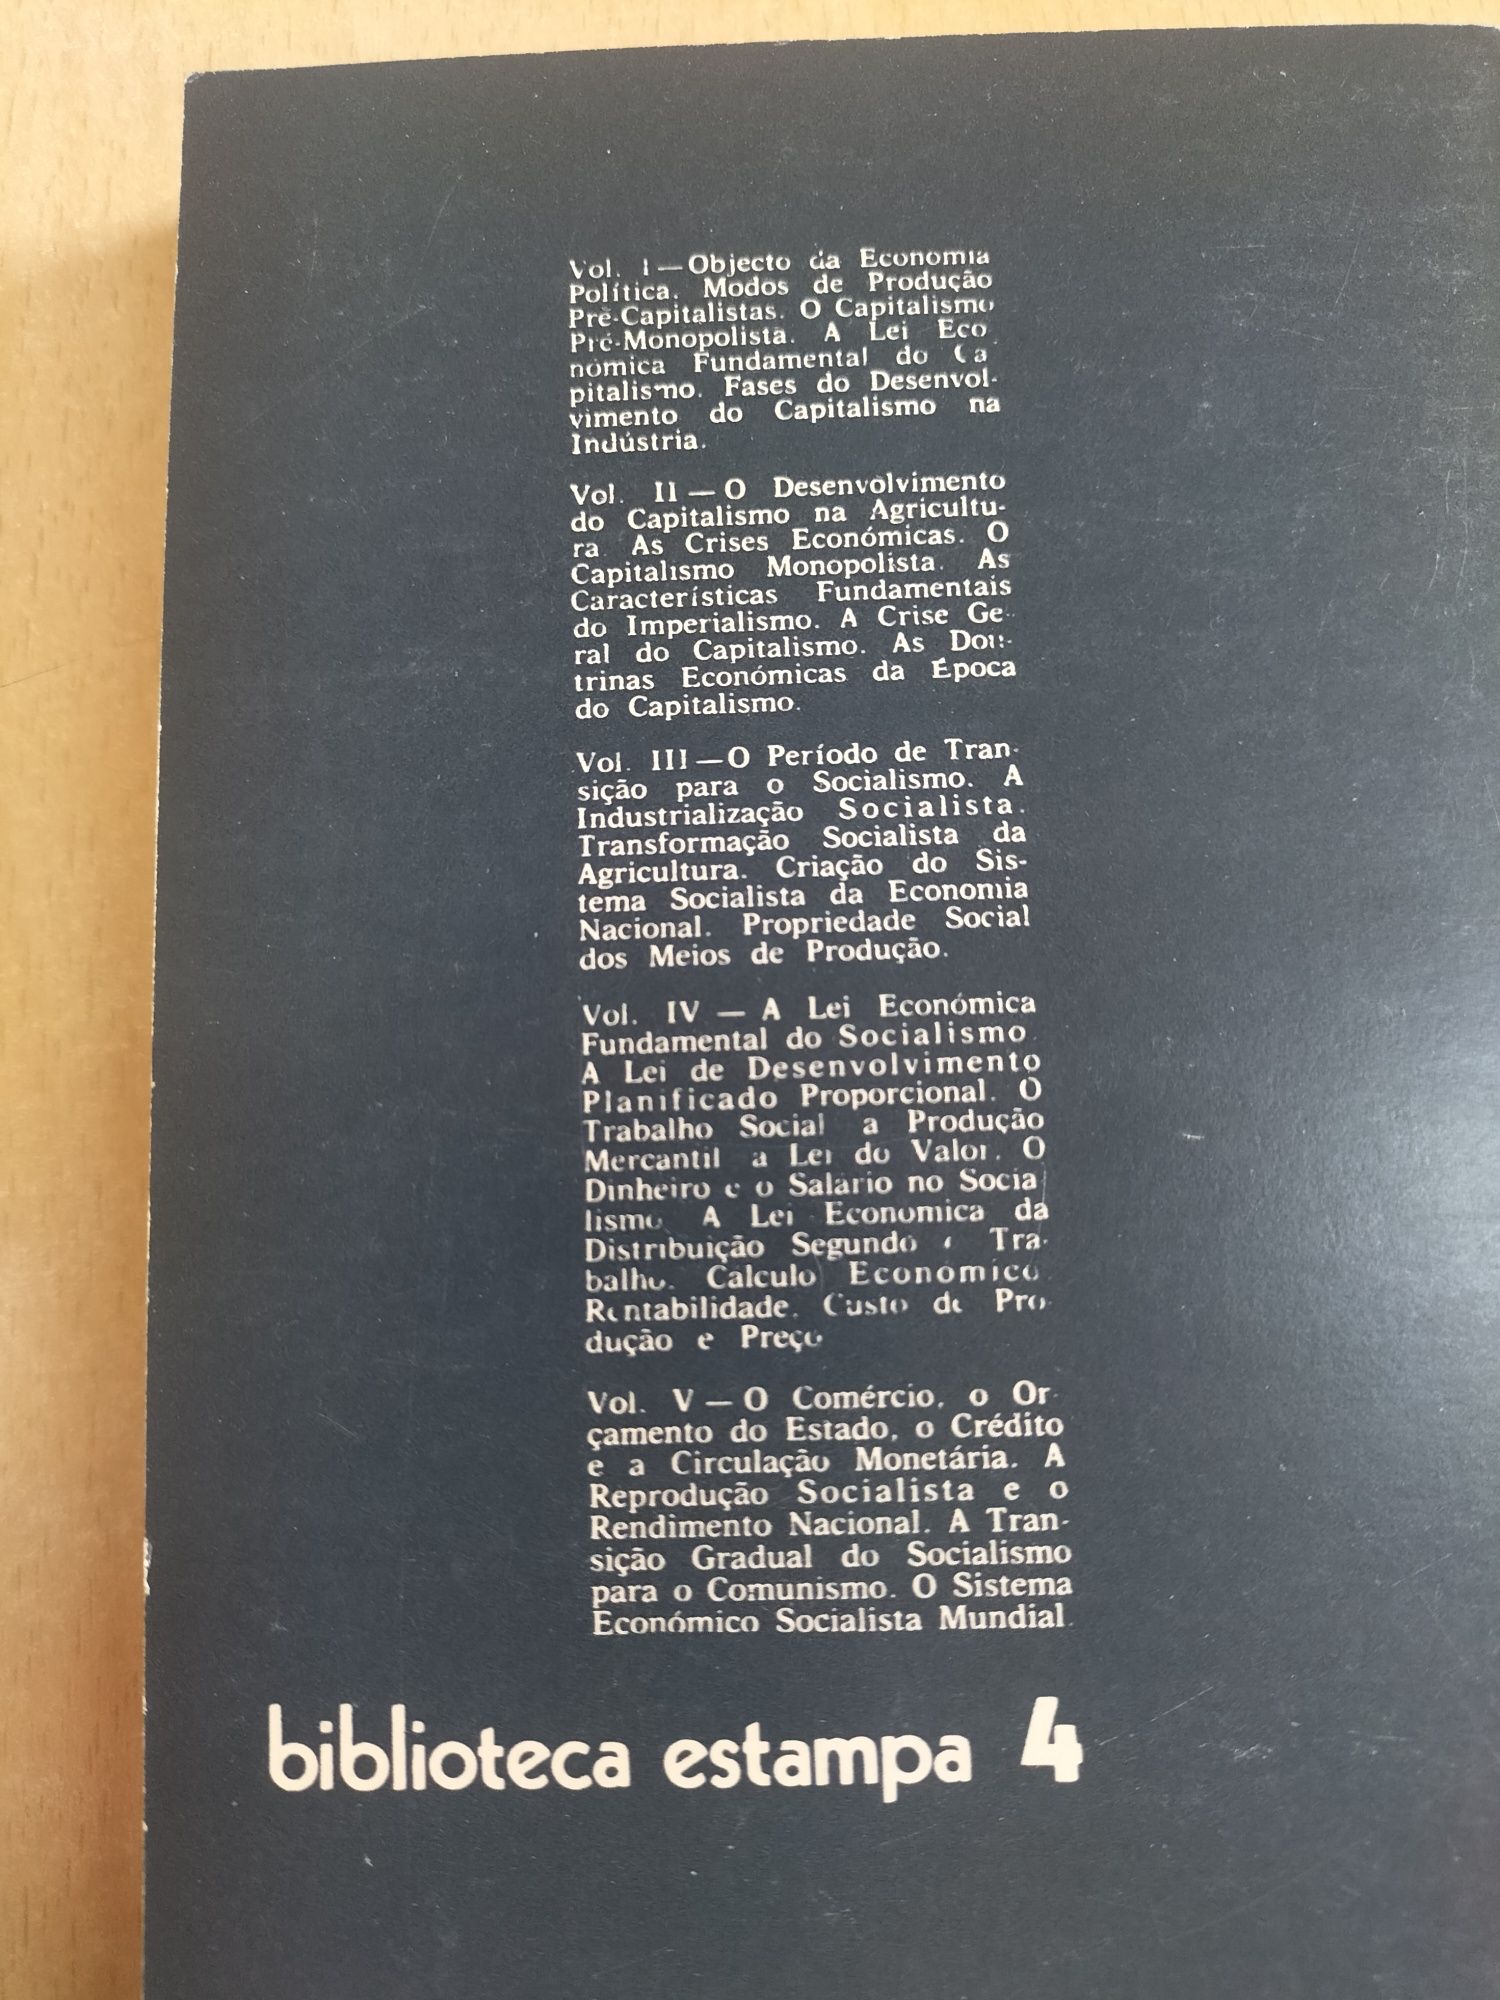 Vol. I — Objecto da Economia
Política. Modos de Produção
Pré-Capitalistas. O Capitalismo
Pré-Monopolista. A Lei Eco
nómica Fundamental do Ca
pitalismo. Fases do Desenvol-
vimento do Capitalismo na
Indústria.
Vol. II — O Desenvolvimento
do Capitalismo na Agricultu-
ra. As Crises Económicas. O
Capitalismo Monopolista. As
Características Fundamentais
do Imperialismo. A Crise Ge-
ral do Capitalismo. As Dou-
trinas Económicas da Época
do Capitalismo.
Vol. III — O Período de Tran-
sição para o Socialismo. A
Industrialização Socialista.
Transformação Socialista da
Agricultura. Criação do Sis-
tema Socialista da Economia
Nacional. Propriedade Social
dos Meios de Produção.
Vol. IV — A Lei Económica
Fundamental do Socialismo.
A Lei de Desenvolvimento
Planificado Proporcional. O
Trabalho Social a Produção
Mercantil a Lei do Valor. O
Dinheiro e o Salário no Socia
lismo. A Lei Económica da
Distribuição Segundo Tra-
balho. Cálculo Económico.
Rentabilidade. Custo de Pro-
dução e Preço
Vol. V — O Comércio, o Or-
çamento do Estado, o Crédito
e a Circulação Monetária. A
Reprodução Socialista e o
Rendimento Nacional. A Tran-
sição Gradual do Socialismo
para o Comunismo. O Sistema
Económico Socialista Mundial.
biblioteca estampa 4